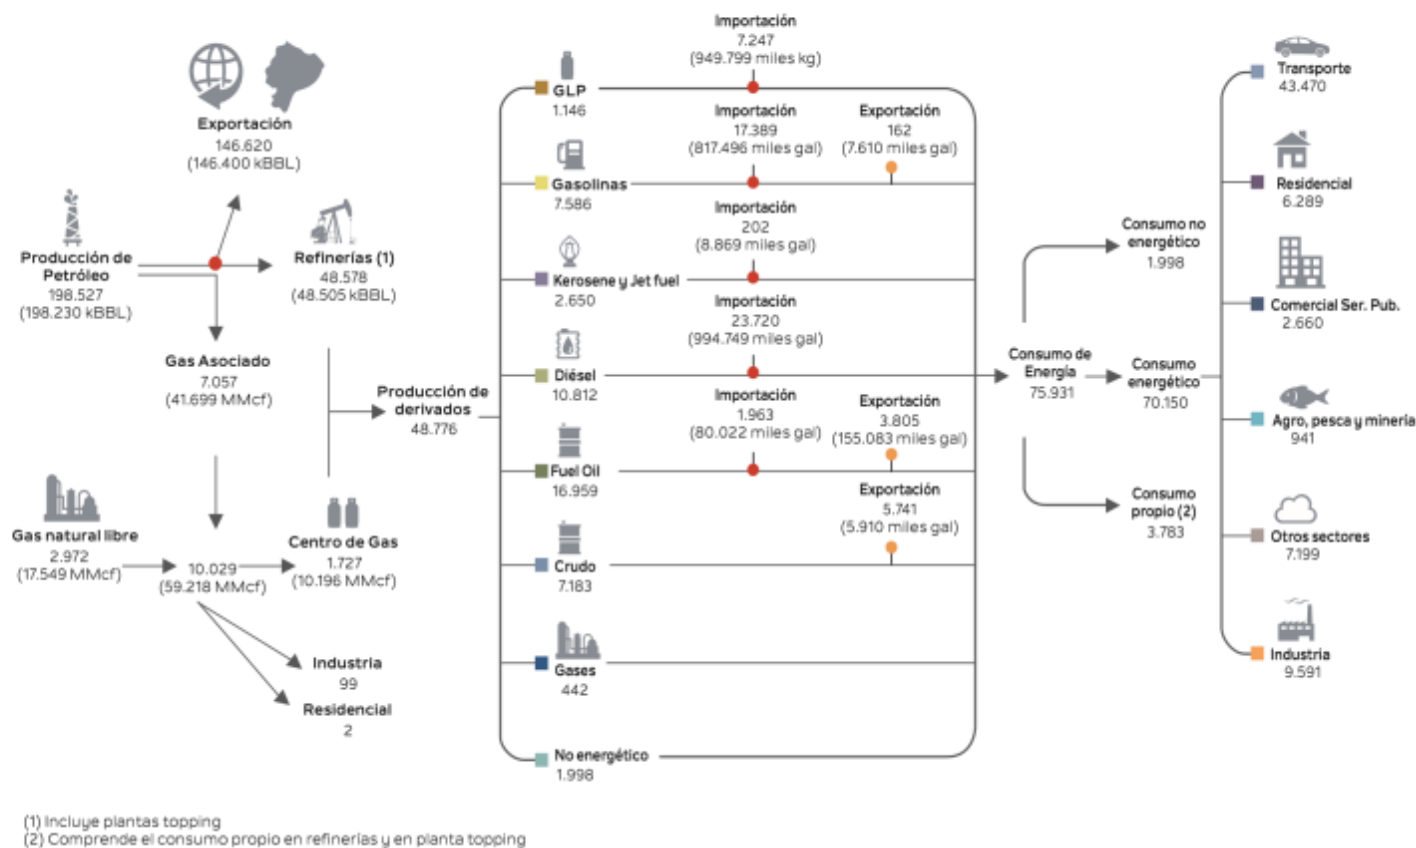 Exportación
146.620
(146.400 kBBL)
Producción de
Petróleo
198.527
(198.230 kBBL)
Refinerías (1)
48.578
(48.505 kBBL)
Gas Asociado
7.057
(41.699 MMcf)
Gas natural libre
2.972
(17.549 MMcf)
10.029
(59.218 MMcf)
Centro de Gas
1.727
(10.196 MMcf)
Industria
99
Residencial
2
Producción de
derivados
48.776
GLP
1.146
Importación
7.247
(949.799 miles kg)
Gasolinas
7.586
Importación
17.389
(817.496 miles gal)
Exportación
162
(7.610 miles gal)
Kerosene y Jet fuel
2.650
Importación
202
(8.869 miles gal)
Diésel
10.812
Importación
23.720
(994.749 miles gal)
Fuel Oil
16.959
Importación
1.963
(80.022 miles gal)
Exportación
3.805
(155.083 miles gal)
Crudo
7.183
Exportación
5.741
(5.910 miles gal)
Gases
442
No energético
1.998
Consumo de
Energía
75.931
Consumo no
energético
1.998
Consumo
energético
70.150
Consumo
propio (2)
3.783
Transporte
43.470
Residencial
6.289
Comercial Ser. Pub.
2.660
Agro, pesca y minería
941
Otros sectores
7.199
Industria
9.591
(1) Incluye plantas topping
(2) Comprende el consumo propio en refinerías y en planta topping